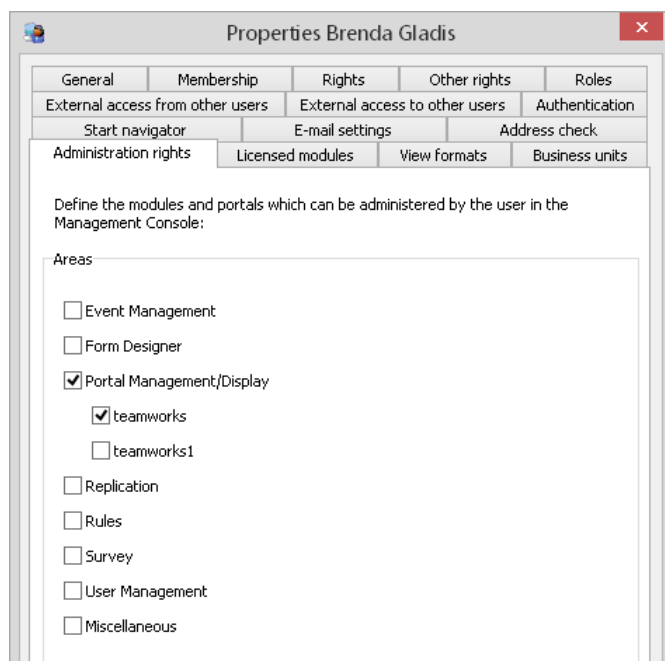 Properties Brenda Gladis
General Membership Rights Other rights Roles
External access from other users External access to other users Authentication
Start navigator E-mail settings Address check
Administration rights Licensed modules View formats Business units
Define the modules and portals which can be administered by the user in the
Management Console:
Areas
Event Management
Form Designer
Portal Management/Display
teamworks
teamworks1
Replication
Rules
Survey
User Management
Miscellaneous